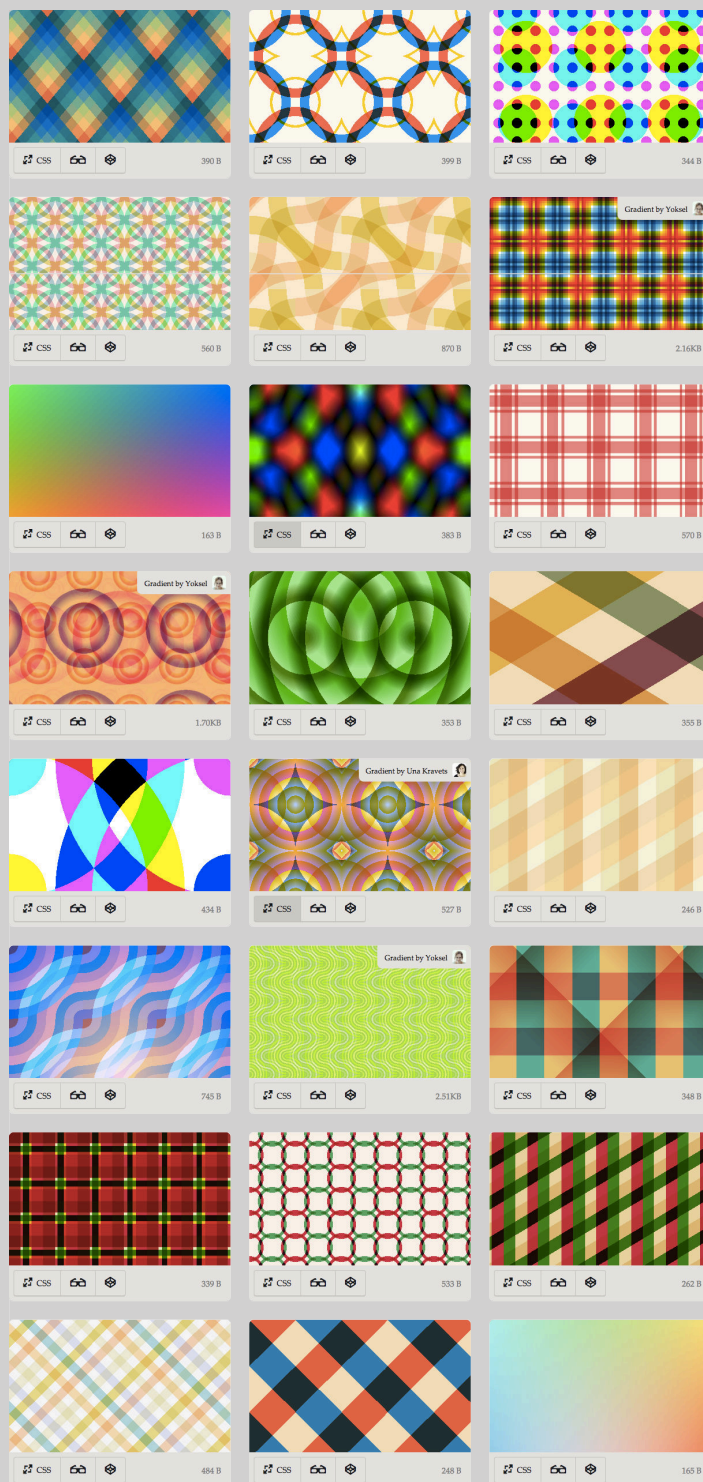 CSS 390 B
CSS 399 B
CSS 344 B
Gradient by Yoksel
CSS 560 B
CSS 870 B
CSS 2.16KB
CSS 163 B
CSS 383 B
CSS 570 B
Gradient by Yoksel
CSS 1.70KB
CSS 353 B
CSS 355 B
Gradient by Una Kravets
CSS 434 B
CSS 527 B
CSS 246 B
Gradient by Yoksel
CSS 745 B
CSS 2.51KB
CSS 348 B
CSS 339 B
CSS 533 B
CSS 262 B
CSS 484 B
CSS 248 B
CSS 165 B